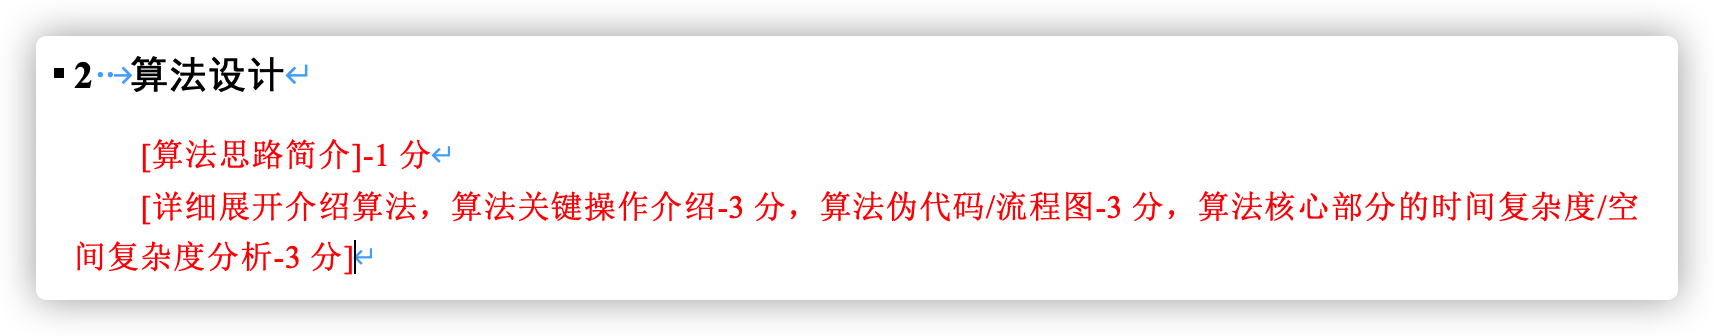 2 算法设计
[算法思路简介]-1 分
[详细展开介绍算法，算法关键操作介绍-3 分，算法伪代码/流程图-3 分，算法核心部分的时间复杂度/空
间复杂度分析-3 分]